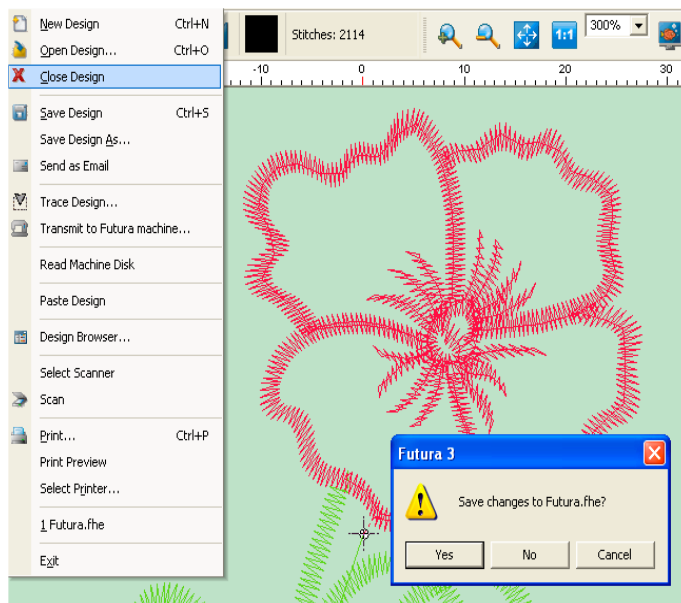 New Design Ctrl+N
Open Design... Ctrl+O
Close Design
Save Design Ctrl+S
Save Design As...
Send as Email
Trace Design...
Transmit to Futura machine...
Read Machine Disk
Paste Design
Design Browser...
Select Scanner
Scan
Print... Ctrl+P
Print Preview
Select Printer...
1 Futura.fhe
Exit
Stitches: 2114
1:1
300%
-10 0 10 20 30
Futura 3
Save changes to Futura.fhe?
Yes No Cancel